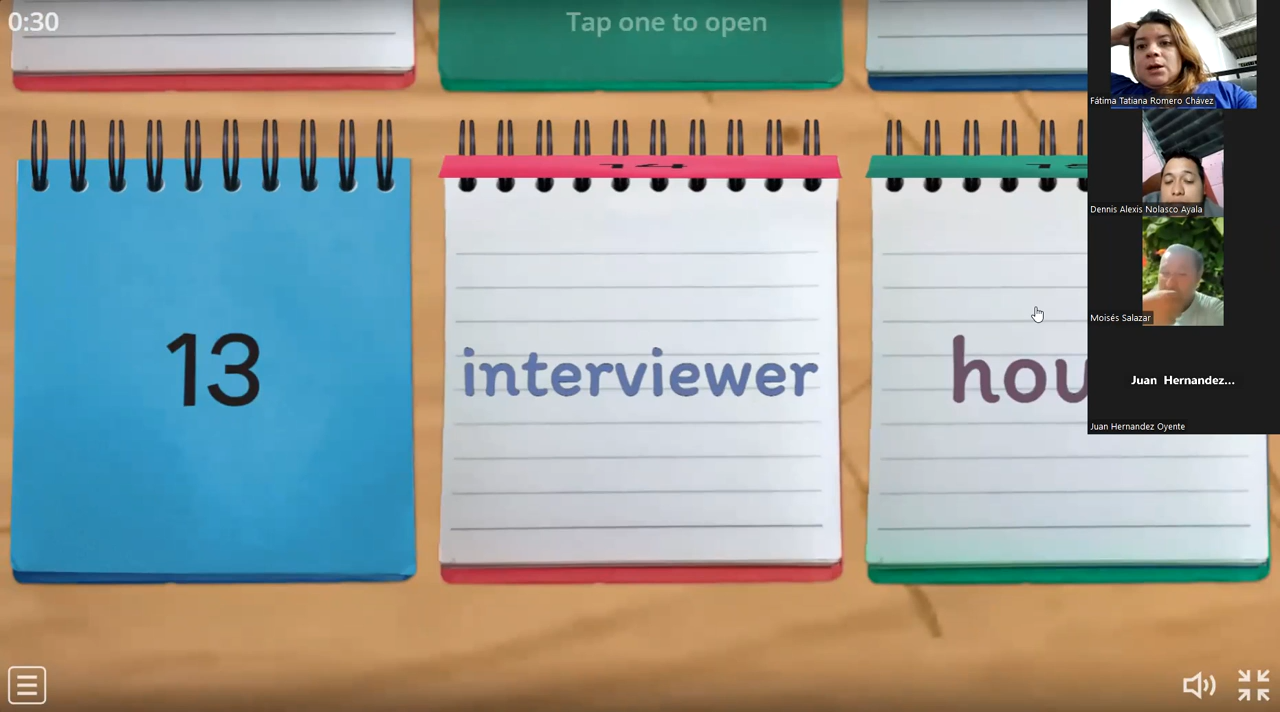 0:30
Tap one to open
Fátima Tatiana Romero Chávez
Dennis Alexis Nolasco Ayala
Moisés Salazar
Juan Hernandez...
Juan Hernandez Oyente
13
14
interviewer
hou